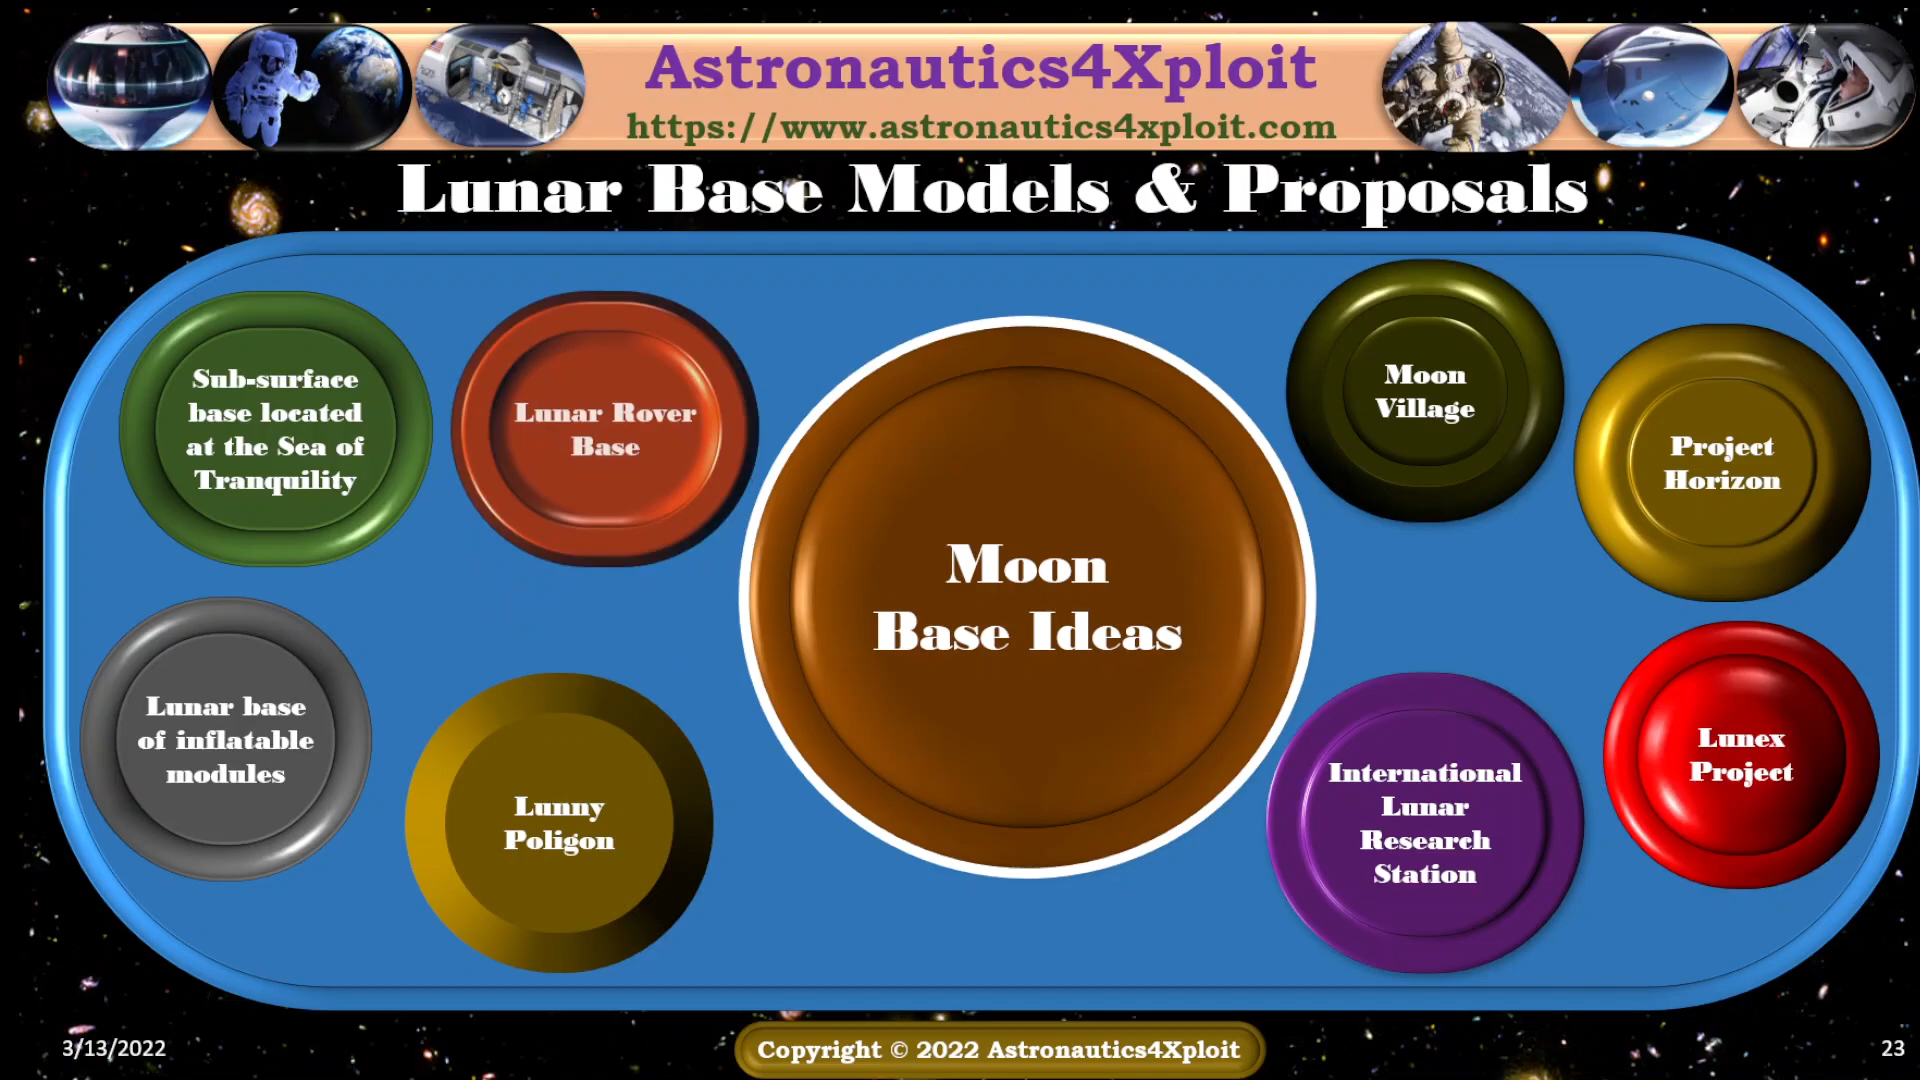 Astronautics4Xploit
https://www.astronautics4xploit.com
Lunar Base Models & Proposals
Sub-surface
base located
at the Sea of
Tranquility
Lunar Rover
Base
Moon
Village
Project
Horizon
Moon
Base Ideas
Lunar base
of inflatable
modules
Lunny
Poligon
International
Lunar
Research
Station
Lunex
Project
3/13/2022
Copyright © 2022 Astronautics4Xploit
23